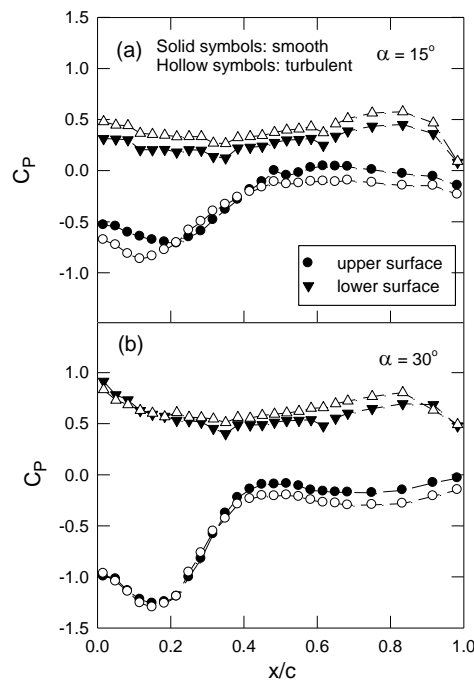 1.5
(a)
Solid symbols: smooth
Hollow symbols: turbulent
α = 15°
1.0
0.5
0.0
-0.5
-1.0
C_P
upper surface
lower surface
(b)
α = 30°
1.0
0.5
0.0
-0.5
-1.0
-1.5
C_P
0.0 0.2 0.4 0.6 0.8 1.0
x/c